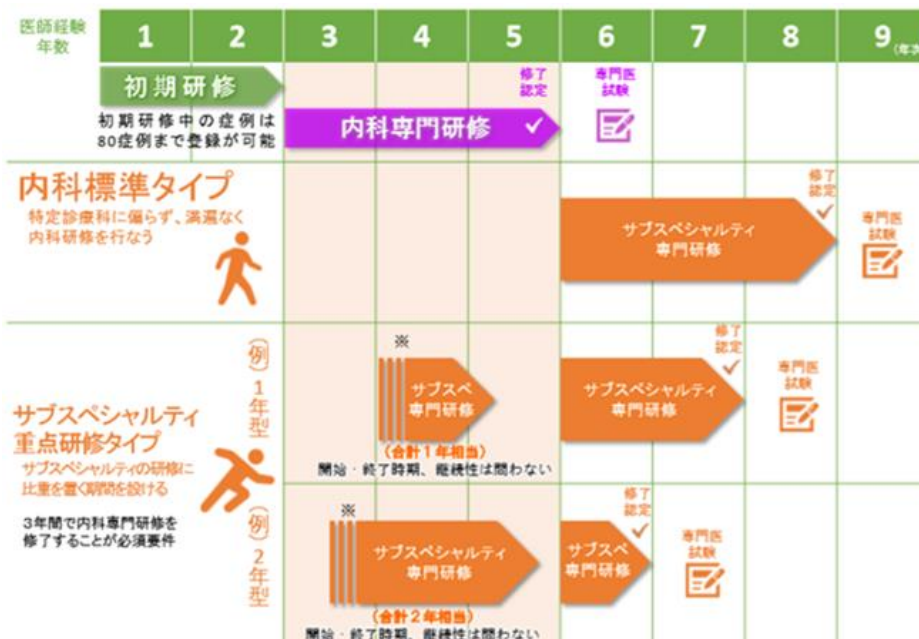 医師経験
年数
1 2 3 4 5 6 7 8 9 (年次
初期研修
初期研修中の症例は
80症例まで登録が可能
修了
認定
内科専門研修
専門医
試験
内科標準タイプ
特定診療科に偏らず、満遍なく
内科研修を行なう
サブスペシャルティ
専門研修
修了
認定
専門医
試験
サブスペシャルティ
重点研修タイプ
サブスペシャルティの研修に
比重を置く期間を設ける
3年間で内科専門研修を
修了することが必須要件
(例)1年型
※
サブスペ
専門研修
(合計1年相当)
開始・終了時期、継続性は問わない
サブスペシャルティ
専門研修
修了
認定
専門医
試験
(例)2年型
※
サブスペシャルティ
専門研修
(合計2年相当)
開始・終了時期、継続性は問わない
サブスペ
専門研修
修了
認定
専門医
試験